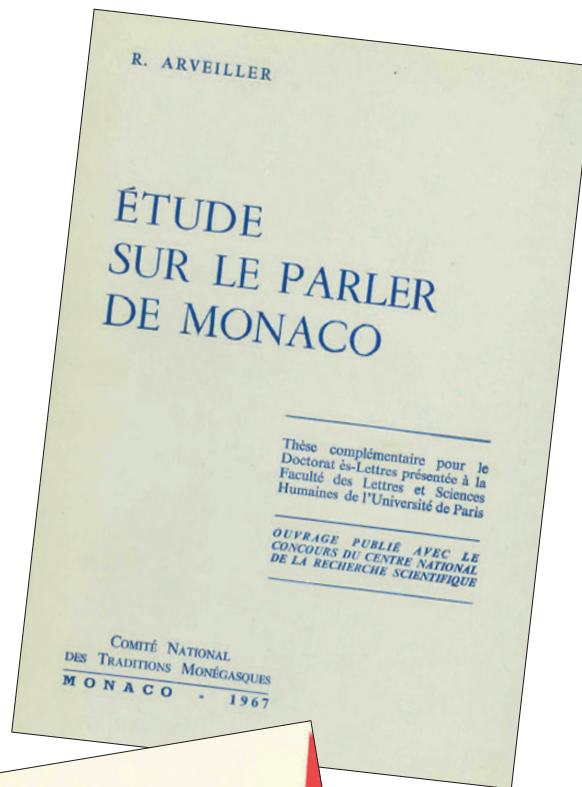 R. ARVEILLER
ÉTUDE
SUR LE PARLER
DE MONACO
Thèse complémentaire pour le
Doctorat ès-Lettres présentée à la
Faculté des Lettres et Sciences
Humaines de l'Université de Paris
OUVRAGE PUBLIÉ AVEC LE
CONCOURS DU CENTRE NATIONAL
DE LA RECHERCHE SCIENTIFIQUE
COMITÉ NATIONAL
DES TRADITIONS MONÉGASQUES
MONACO - 1967